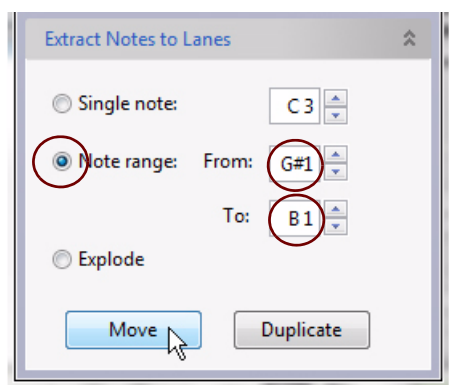 Extract Notes to Lanes
Single note: C 3
Note range: From: G#1
To: B 1
Explode
Move Duplicate